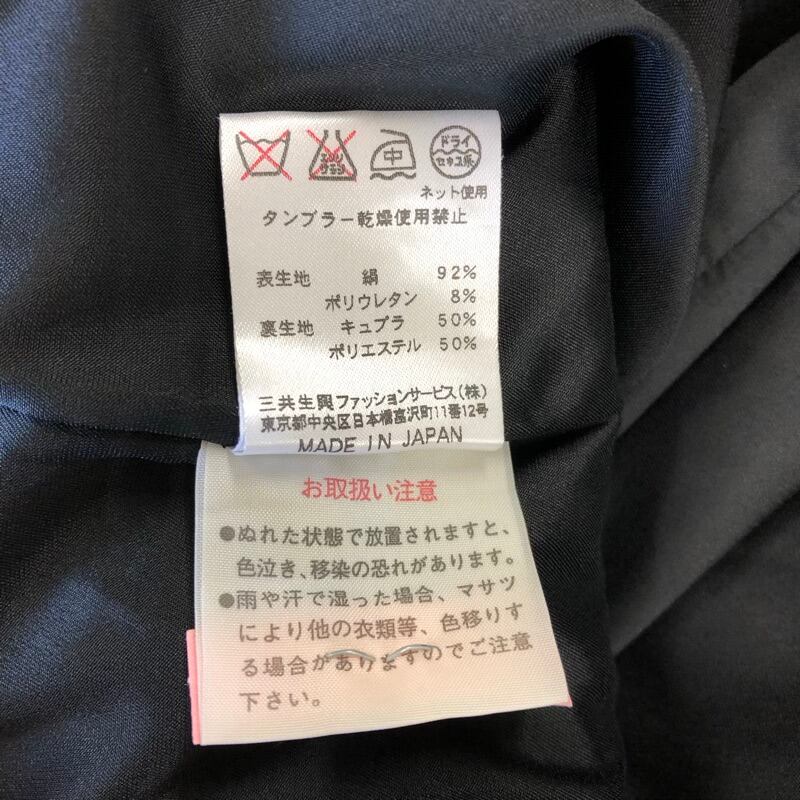 エンソ
サラシ
中
ドライ
セキユ系
ネット使用
タンブラー乾燥使用禁止
表生地 絹 92%
ポリウレタン 8%
裏生地 キュプラ 50%
ポリエステル 50%
三共生興ファッションサービス(株)
東京都中央区日本橋富沢町11番12号
MADE IN JAPAN
お取扱い注意
●ぬれた状態で放置されますと、
色泣き、移染の恐れがあります。
●雨や汗で湿った場合、マサツ
により他の衣類等、色移りす
る場合がありますのでご注意
下さい。